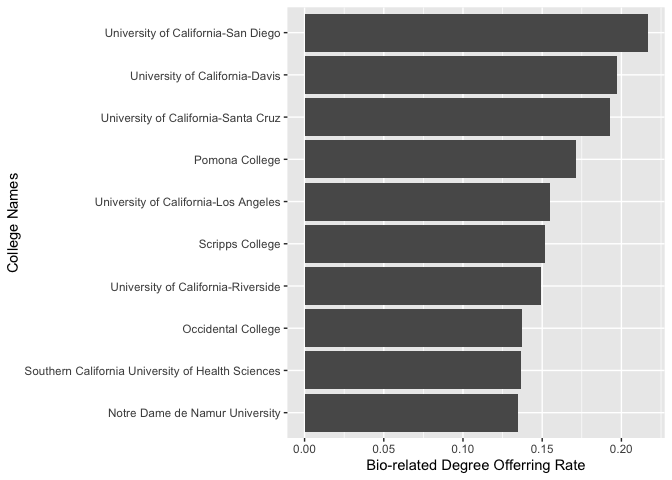 College Names
University of California-San Diego
University of California-Davis
University of California-Santa Cruz
Pomona College
University of California-Los Angeles
Scripps College
University of California-Riverside
Occidental College
Southern California University of Health Sciences
Notre Dame de Namur University
0.00 0.05 0.10 0.15 0.20
Bio-related Degree Offerring Rate